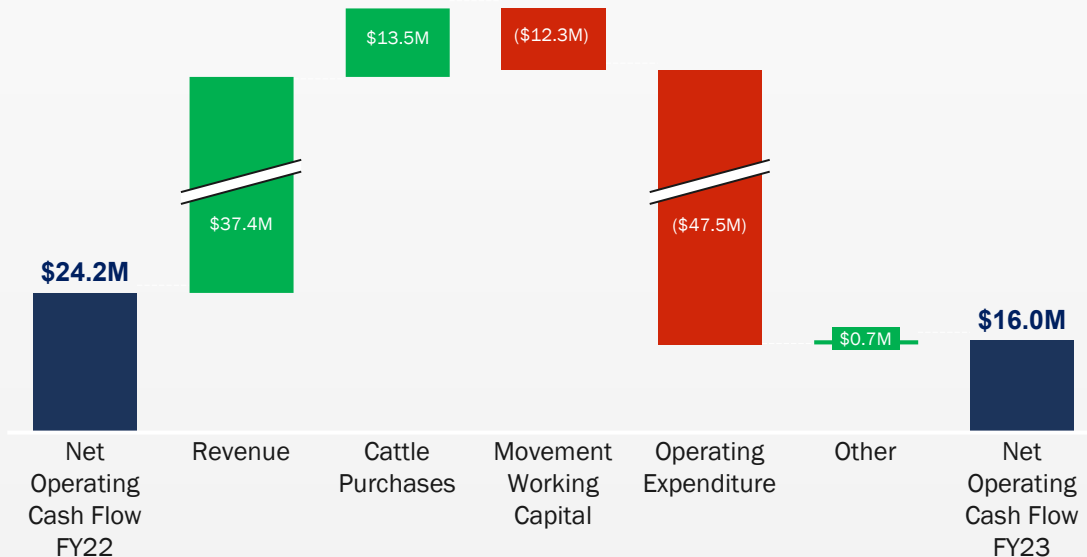 $13.5M
($12.3M)
$37.4M
($47.5M)
$24.2M
$0.7M
$16.0M
Net
Operating
Cash Flow
FY22
Revenue
Cattle
Purchases
Movement
Working
Capital
Operating
Expenditure
Other
Net
Operating
Cash Flow
FY23